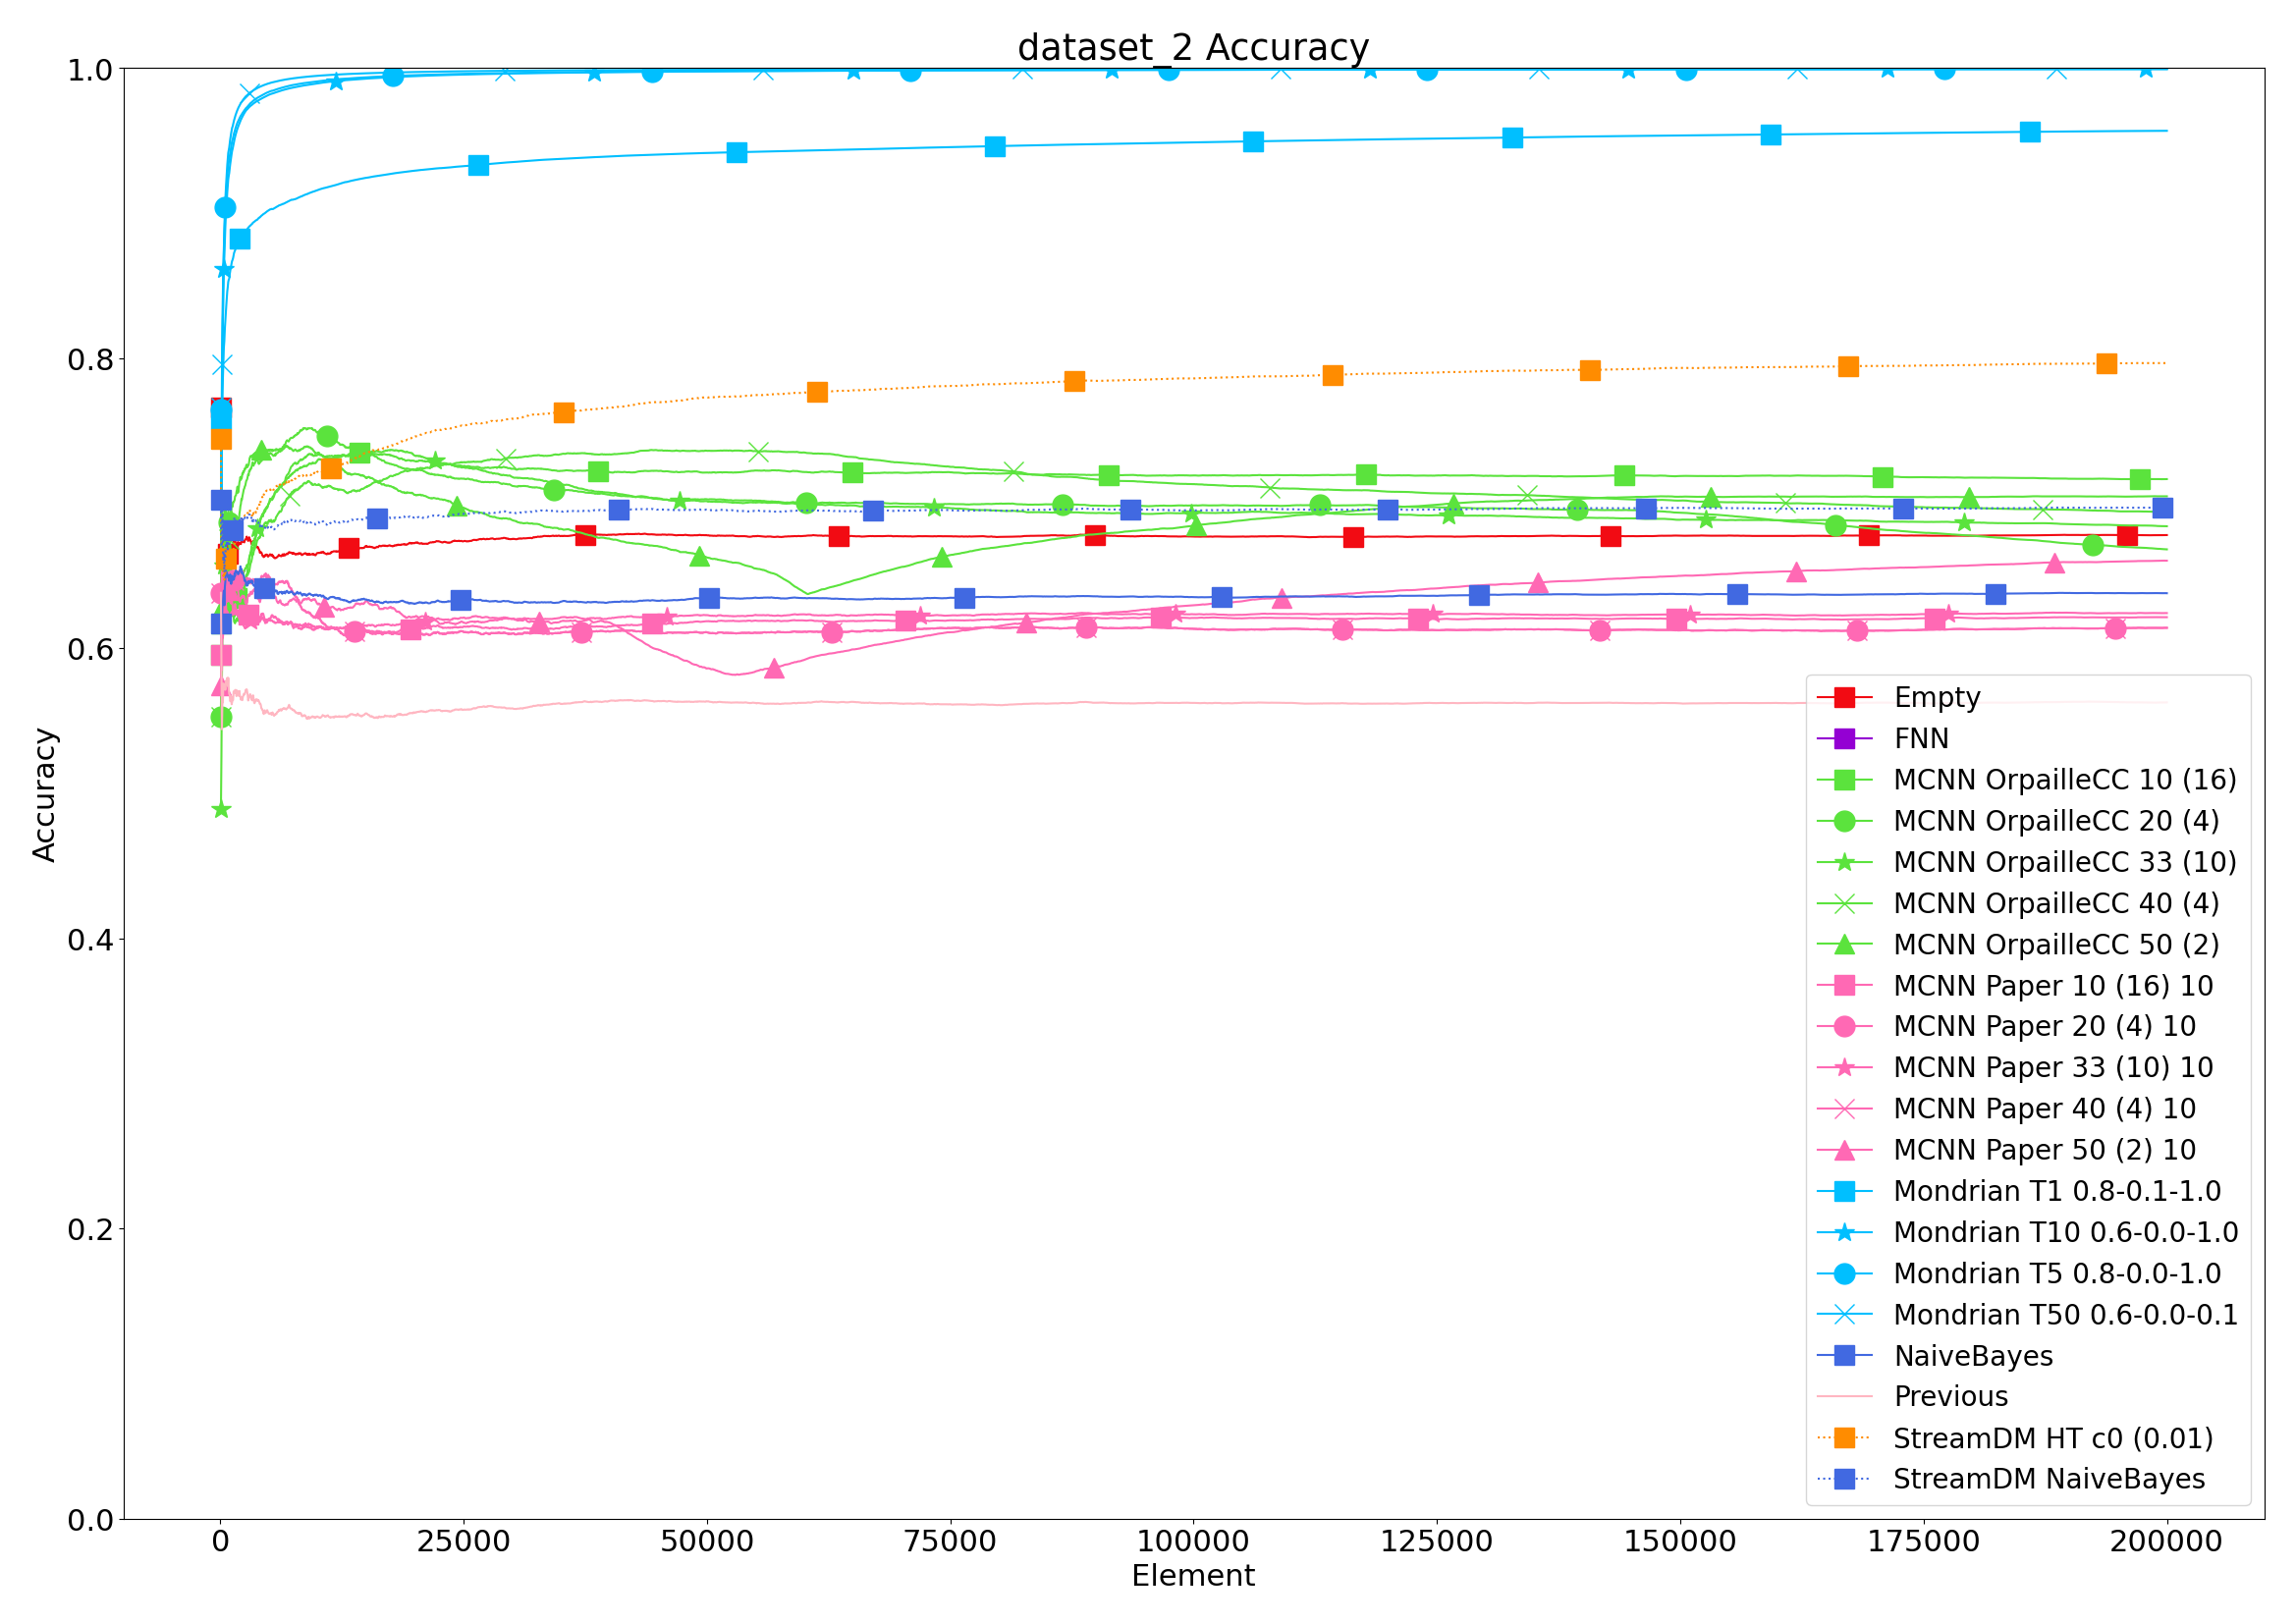 dataset_2 Accuracy
1.0
0.8
0.6
0.4
0.2
0.0
Accuracy
0 25000 50000 75000 100000 125000 150000 175000 200000
Element
Empty
FNN
MCNN OrpailleCC 10 (16)
MCNN OrpailleCC 20 (4)
MCNN OrpailleCC 33 (10)
MCNN OrpailleCC 40 (4)
MCNN OrpailleCC 50 (2)
MCNN Paper 10 (16) 10
MCNN Paper 20 (4) 10
MCNN Paper 33 (10) 10
MCNN Paper 40 (4) 10
MCNN Paper 50 (2) 10
Mondrian T1 0.8-0.1-1.0
Mondrian T10 0.6-0.0-1.0
Mondrian T5 0.8-0.0-1.0
Mondrian T50 0.6-0.0-0.1
NaiveBayes
Previous
StreamDM HT c0 (0.01)
StreamDM NaiveBayes